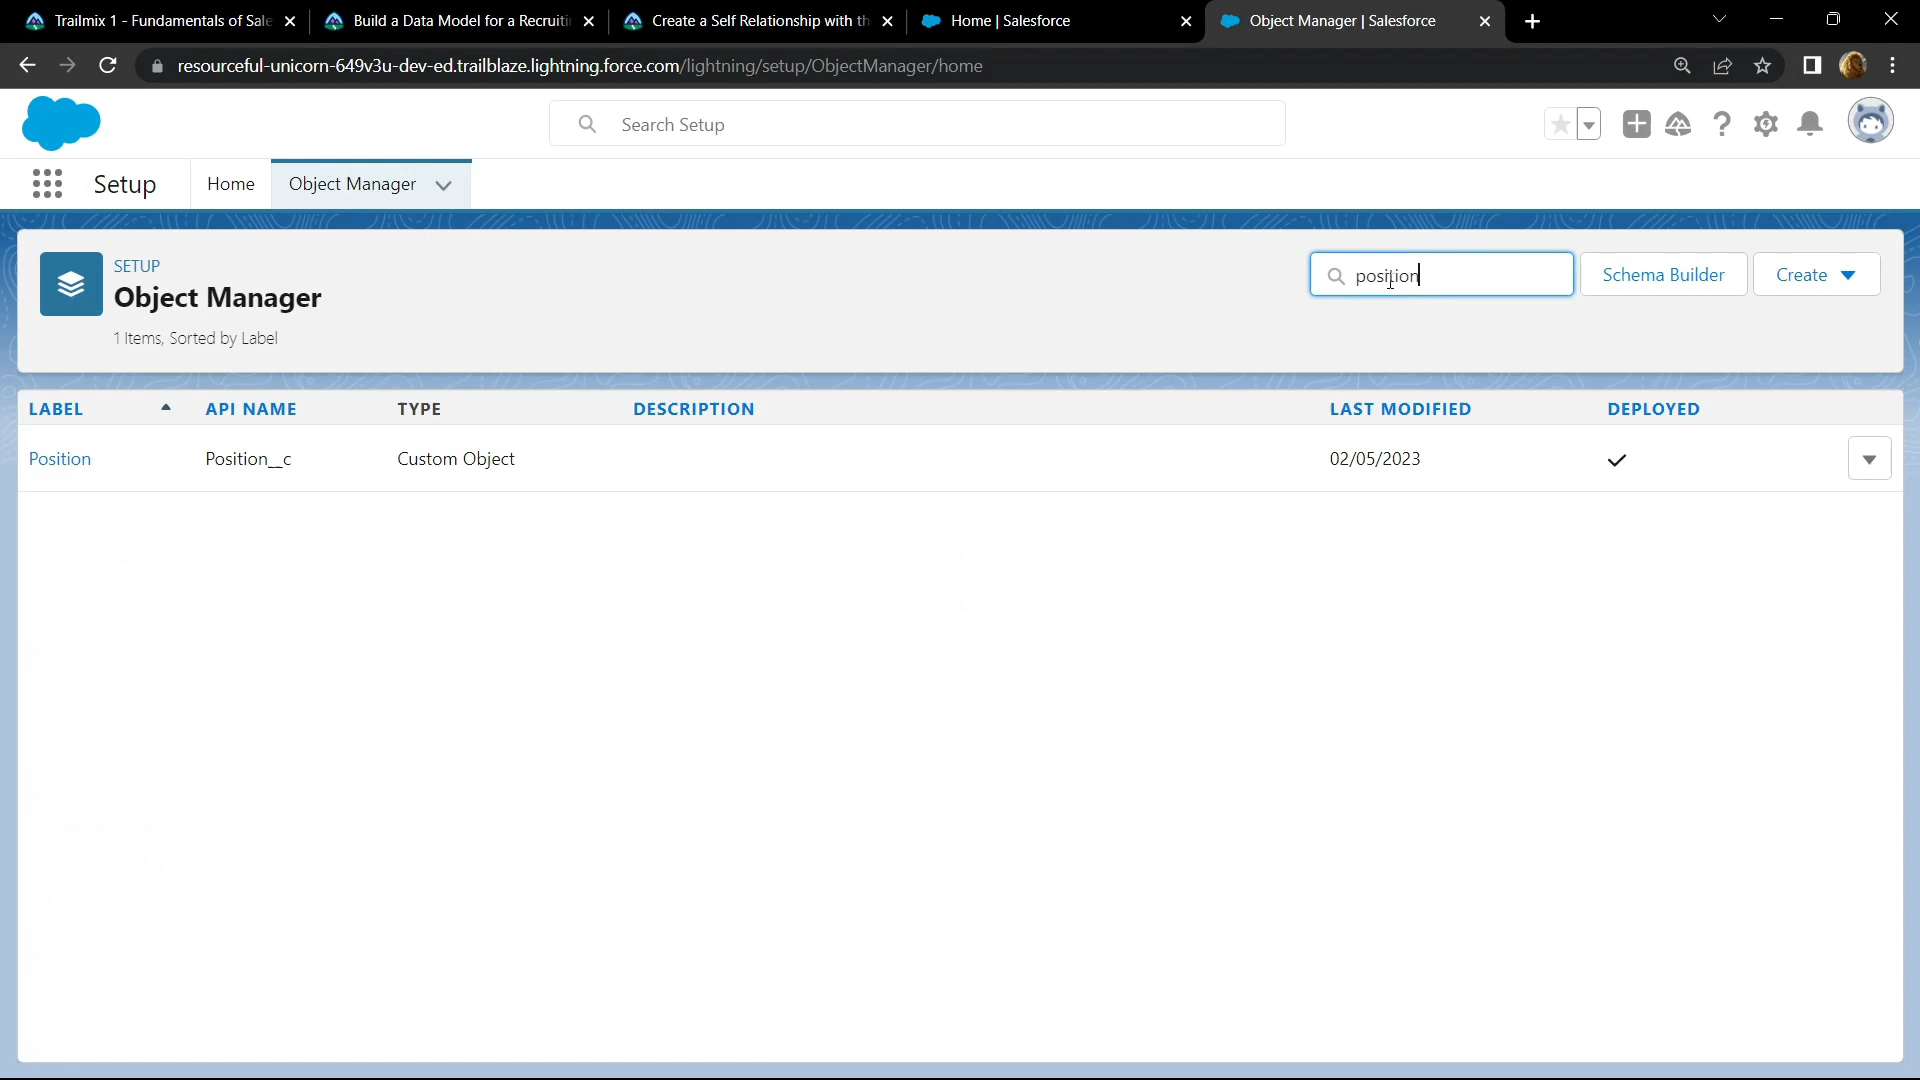 Trailmix 1 - Fundamentals of Sale
Build a Data Model for a Recruiti
Create a Self Relationship with th
Home | Salesforce
Object Manager | Salesforce
resourceful-unicorn-649v3u-dev-ed.trailblaze.lightning.force.com/lightning/setup/ObjectManager/home
Search Setup
Setup
Home
Object Manager
SETUP
Object Manager
1 Items, Sorted by Label
position
Schema Builder
Create
LABEL API NAME TYPE DESCRIPTION LAST MODIFIED DEPLOYED
Position Position__c Custom Object 02/05/2023